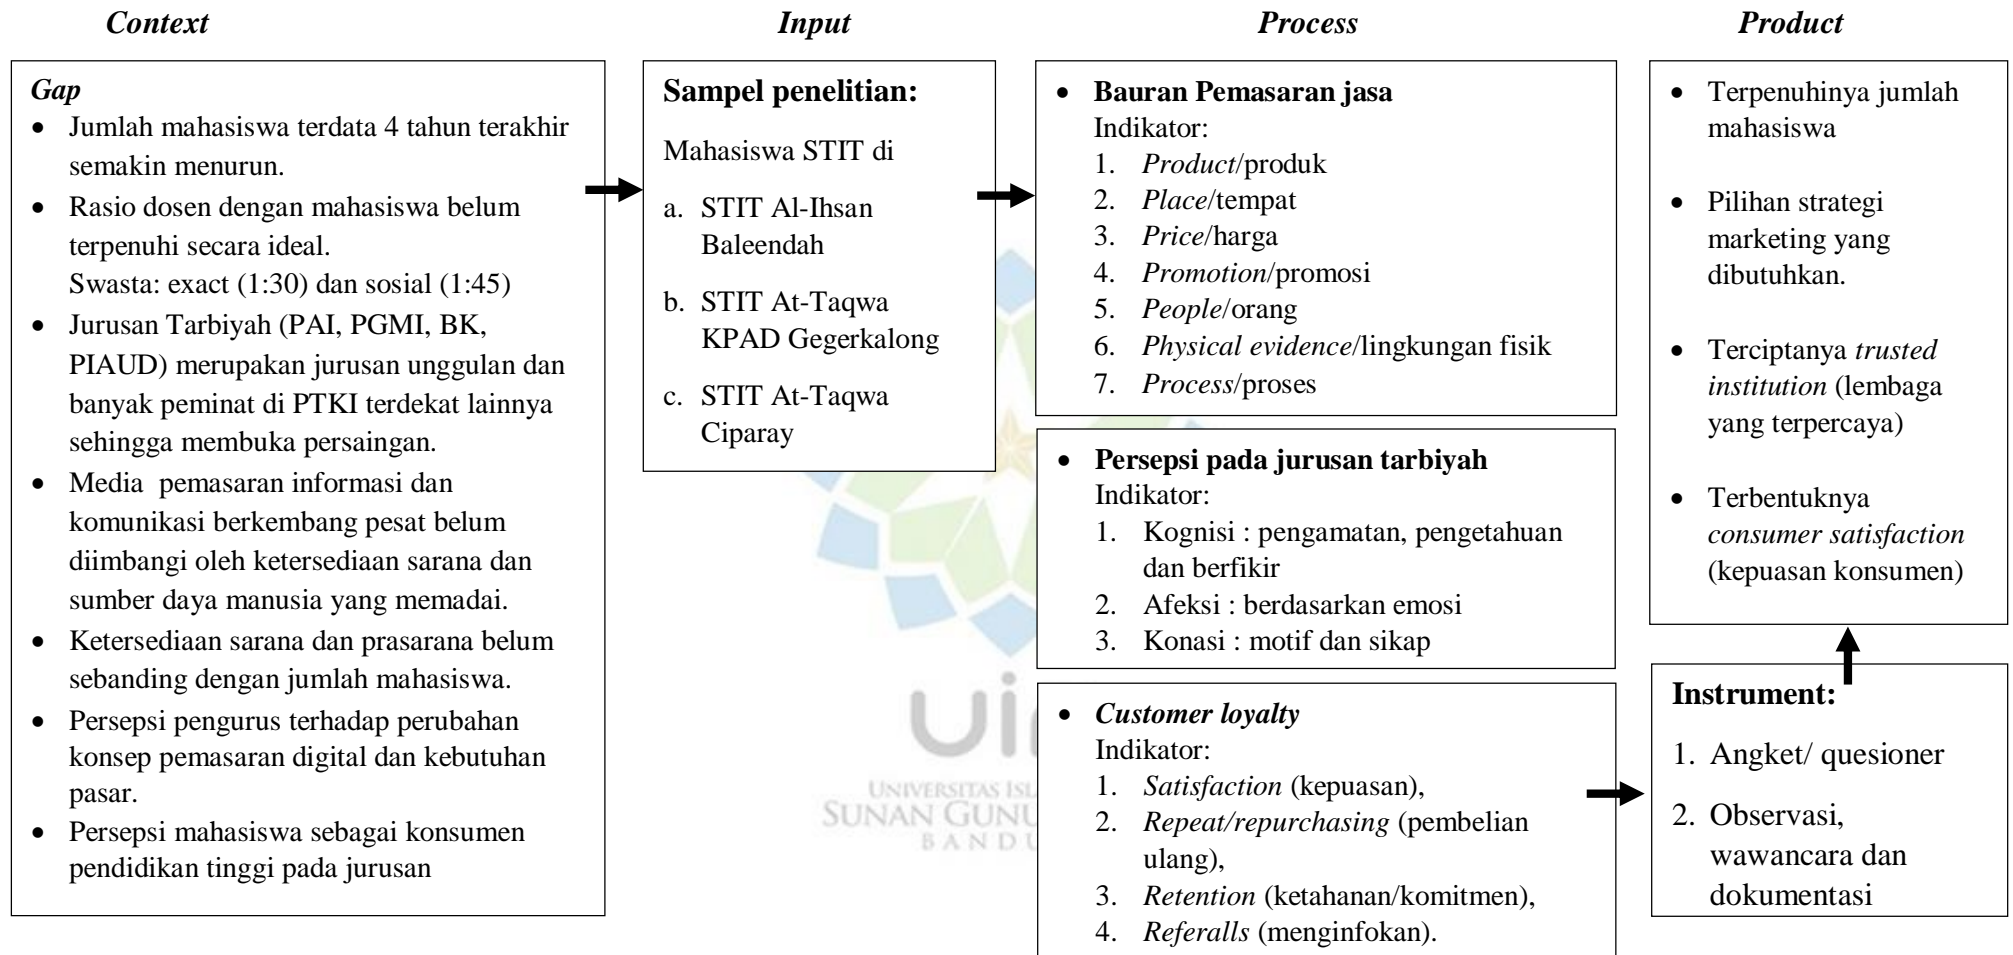 Context
Input
Process
Product
Gap
• Jumlah mahasiswa terdata 4 tahun terakhir
semakin menurun.
• Rasio dosen dengan mahasiswa belum
terpenuhi secara ideal.
Swasta: exact (1:30) dan sosial (1:45)
• Jurusan Tarbiyah (PAI, PGMI, BK,
PIAUD) merupakan jurusan unggulan dan
banyak peminat di PTKI terdekat lainnya
sehingga membuka persaingan.
• Media pemasaran informasi dan
komunikasi berkembang pesat belum
diimbangi oleh ketersediaan sarana dan
sumber daya manusia yang memadai.
• Ketersediaan sarana dan prasarana belum
sebanding dengan jumlah mahasiswa.
• Persepsi pengurus terhadap perubahan
konsep pemasaran digital dan kebutuhan
pasar.
• Persepsi mahasiswa sebagai konsumen
pendidikan tinggi pada jurusan
Sampel penelitian:
Mahasiswa STIT di
a. STIT Al-Ihsan
Baleendah
b. STIT At-Taqwa
KPAD Gegerkalong
c. STIT At-Taqwa
Ciparay
• Bauran Pemasaran jasa
Indikator:
1. Product/produk
2. Place/tempat
3. Price/harga
4. Promotion/promosi
5. People/orang
6. Physical evidence/lingkungan fisik
7. Process/proses
• Persepsi pada jurusan tarbiyah
Indikator:
1. Kognisi : pengamatan, pengetahuan
dan berfikir
2. Afeksi : berdasarkan emosi
3. Konasi : motif dan sikap
• Customer loyalty
Indikator:
1. Satisfaction (kepuasan),
2. Repeat/repurchasing (pembelian
ulang),
3. Retention (ketahanan/komitmen),
4. Referalls (menginfokan).
• Terpenuhinya jumlah
mahasiswa
• Pilihan strategi
marketing yang
dibutuhkan.
• Terciptanya trusted
institution (lembaga
yang terpercaya)
• Terbentuknya
consumer satisfaction
(kepuasan konsumen)
Instrument:
1. Angket/ quesioner
2. Observasi,
wawancara dan
dokumentasi
UNIVERSITAS
SUNAN